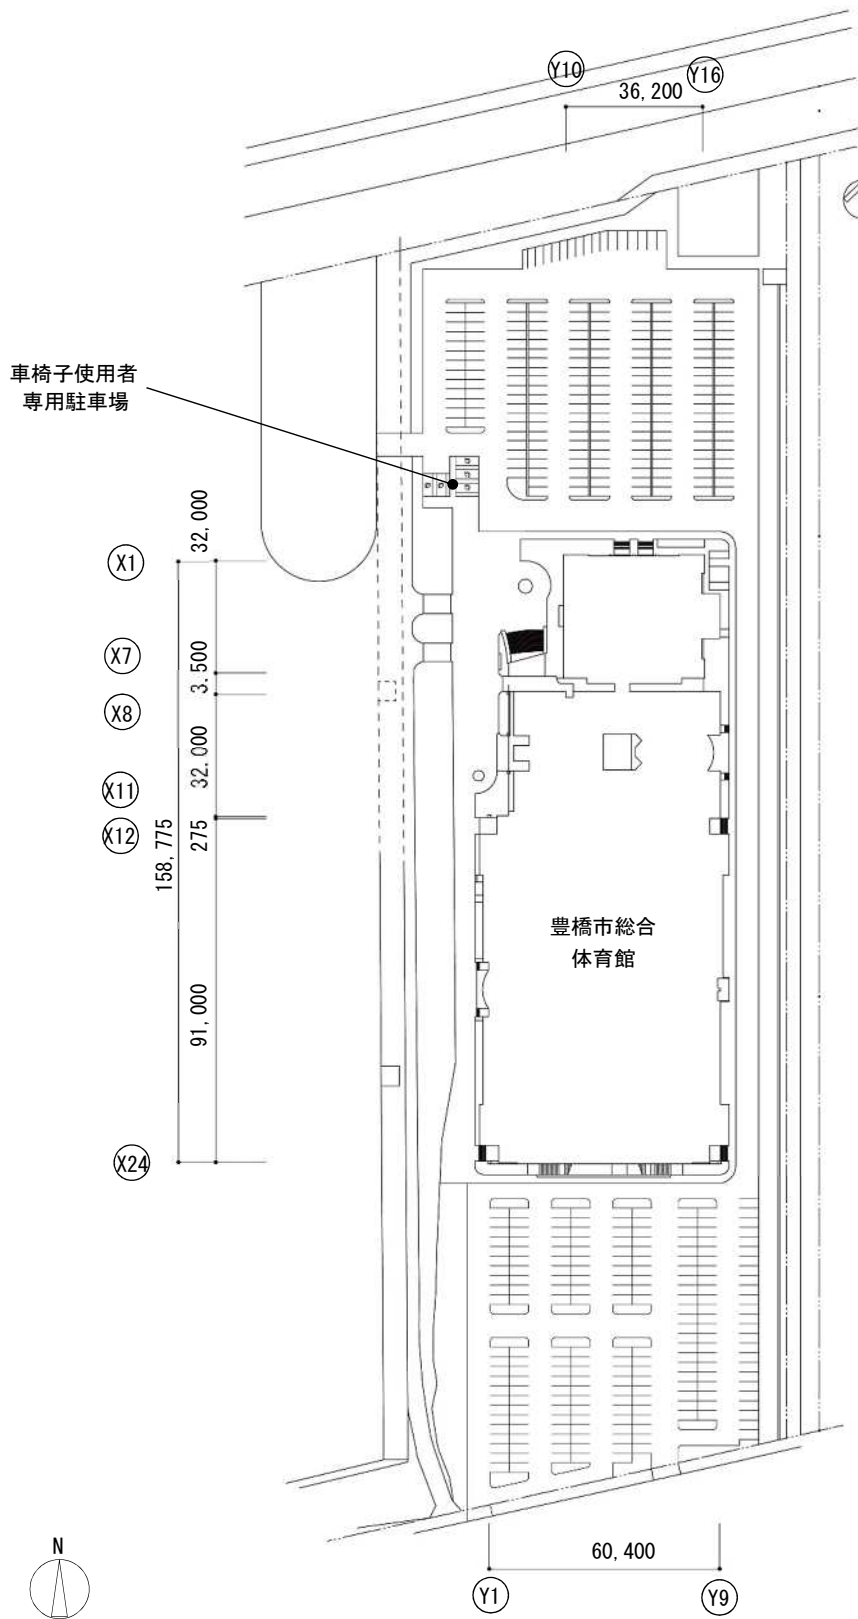 Y10
Y16
36,200
車椅子使用者
専用駐車場
32,000
X1
X7
3,500
X8
32,000
X11
X12
275
158,775
豊橋市総合
体育館
91,000
X24
N
60,400
Y1
Y9